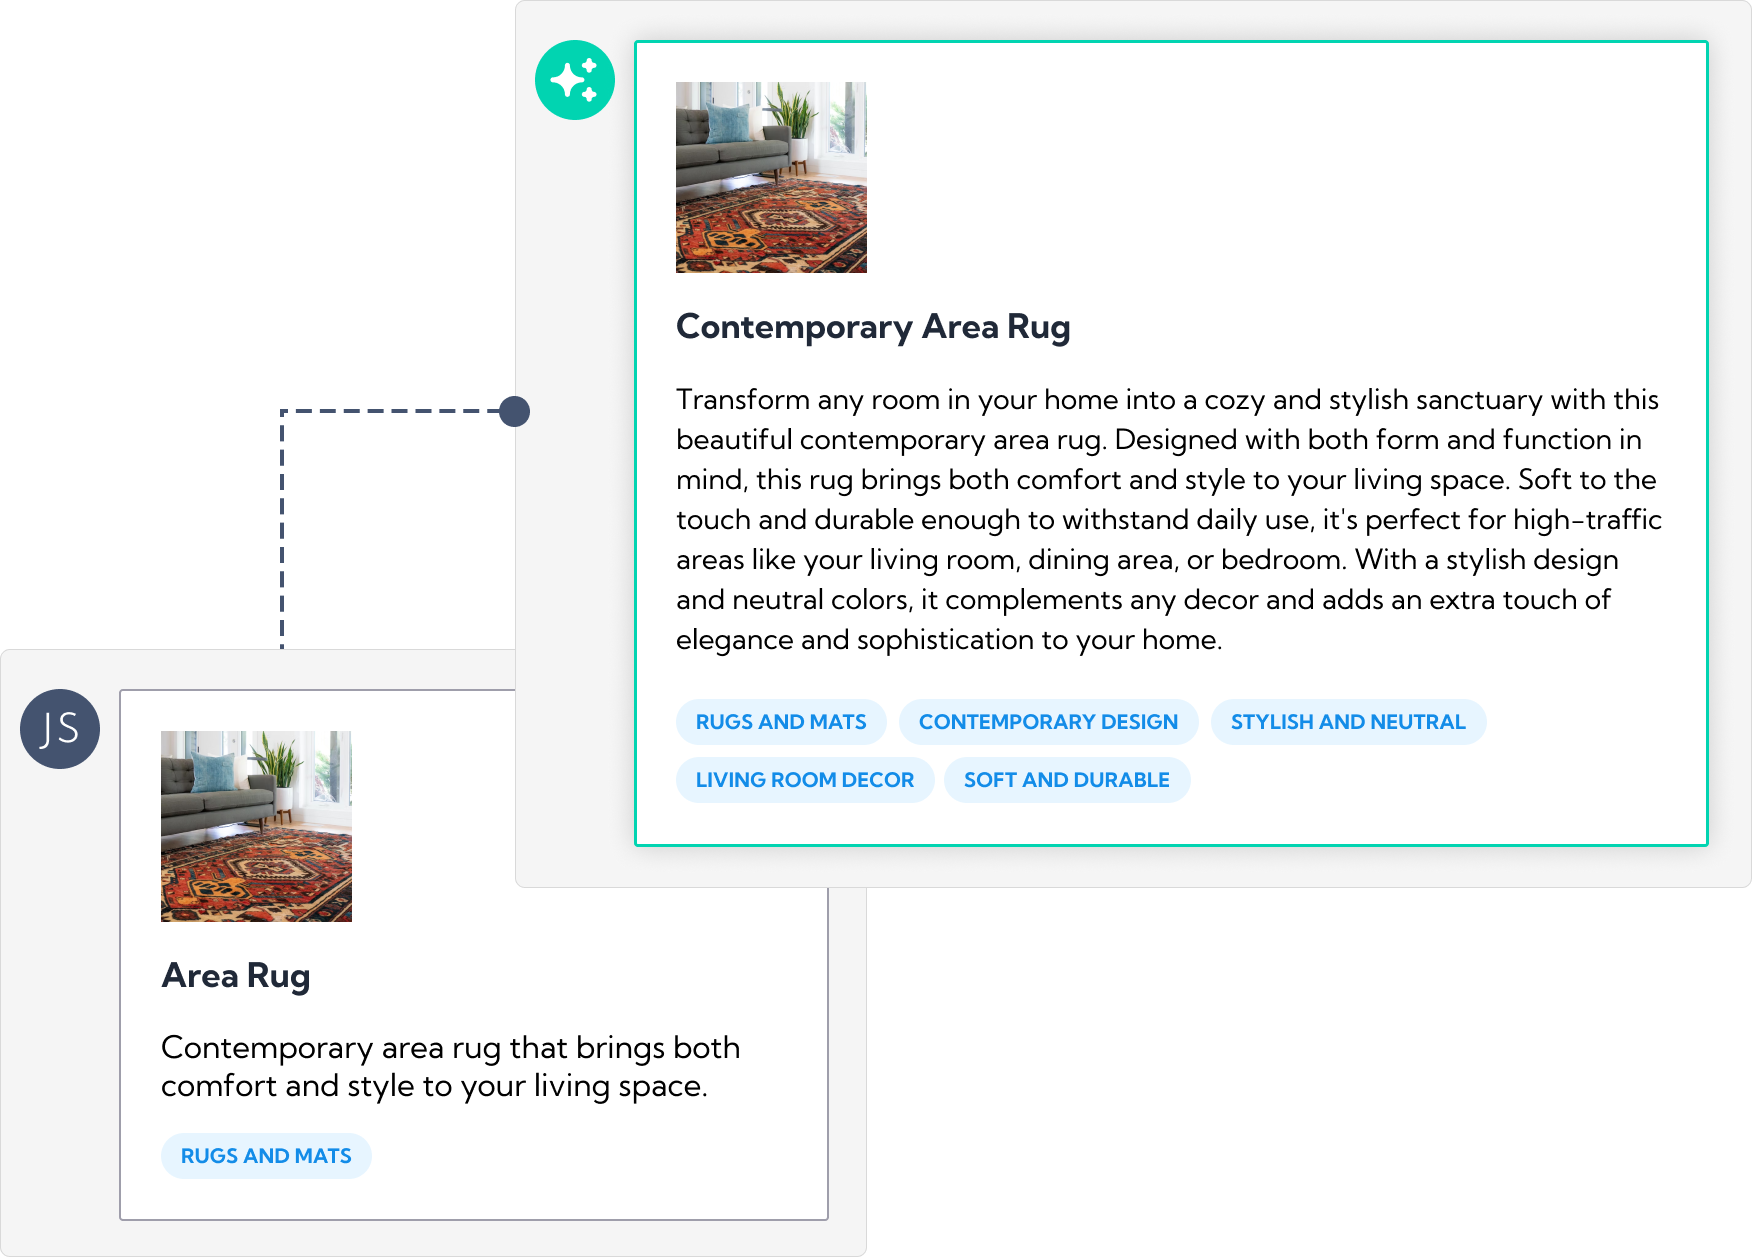 Contemporary Area Rug
Transform any room in your home into a cozy and stylish sanctuary with this
beautiful contemporary area rug. Designed with both form and function in
mind, this rug brings both comfort and style to your living space. Soft to the
touch and durable enough to withstand daily use, it's perfect for high-traffic
areas like your living room, dining area, or bedroom. With a stylish design
and neutral colors, it complements any decor and adds an extra touch of
elegance and sophistication to your home.
RUGS AND MATS
CONTEMPORARY DESIGN
STYLISH AND NEUTRAL
LIVING ROOM DECOR
SOFT AND DURABLE
JS
Area Rug
Contemporary area rug that brings both
comfort and style to your living space.
RUGS AND MATS